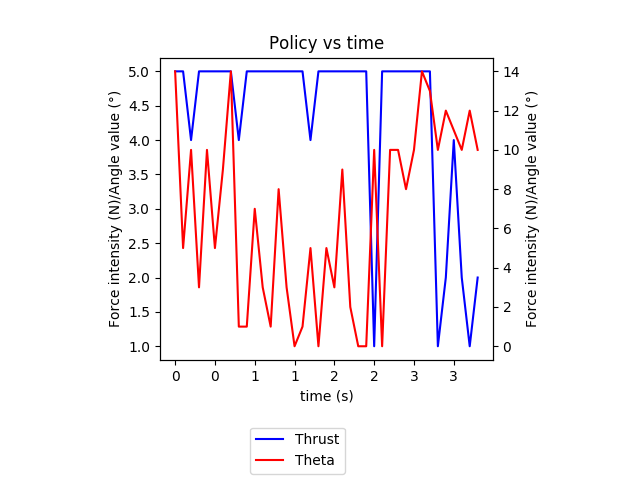 Policy vs time
Force intensity (N)/Angle value (°)
5.0
4.5
4.0
3.5
3.0
2.5
2.0
1.5
1.0
14
12
10
8
6
4
2
0
Force intensity (N)/Angle value (°)
0 0 1 1 2 2 3 3
time (s)
Thrust
Theta